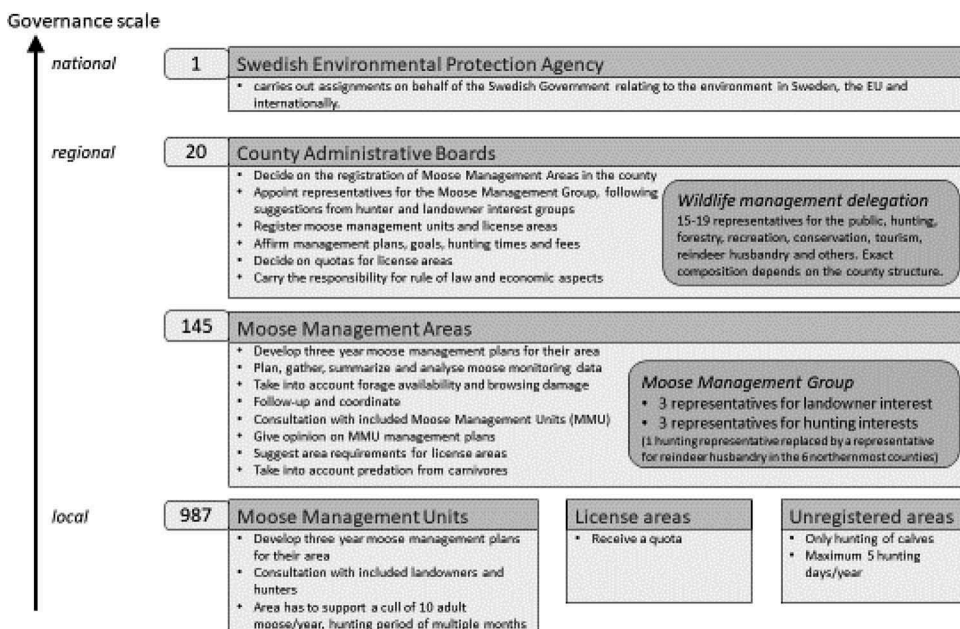 Governance scale
national
1
Swedish Environmental Protection Agency
• carries out assignments on behalf of the Swedish Government relating to the environment in Sweden, the EU and
internationally.
regional
20
County Administrative Boards
• Decide on the registration of Moose Management Areas in the county
• Appoint representatives for the Moose Management Group, following
suggestions from hunter and landowner interest groups
• Register moose management units and license areas
• Affirm management plans, goals, hunting times and fees
• Decide on quotas for license areas
• Carry the responsibility for rule of law and economic aspects
Wildlife management delegation
15-19 representatives for the public, hunting,
forestry, recreation, conservation, tourism,
reindeer husbandry and others. Exact
composition depends on the county structure.
145
Moose Management Areas
• Develop three year moose management plans for their area
• Plan, gather, summarize and analyse moose monitoring data
• Take into account forage availability and browsing damage
• Follow-up and coordinate
• Consultation with included Moose Management Units (MMU)
• Give opinion on MMU management plans
• Suggest area requirements for license areas
• Take into account predation from carnivores
Moose Management Group
• 3 representatives for landowner interest
• 3 representatives for hunting interests
(1 hunting representative replaced by a representative
for reindeer husbandry in the 6 northernmost counties)
local
987
Moose Management Units
• Develop three year moose management plans
for their area
• Consultation with included landowners and
hunters
• Area has to support a cull of 10 adult
moose/year, hunting period of multiple months
License areas
• Receive a quota
Unregistered areas
• Only hunting of calves
• Maximum 5 hunting
days/year